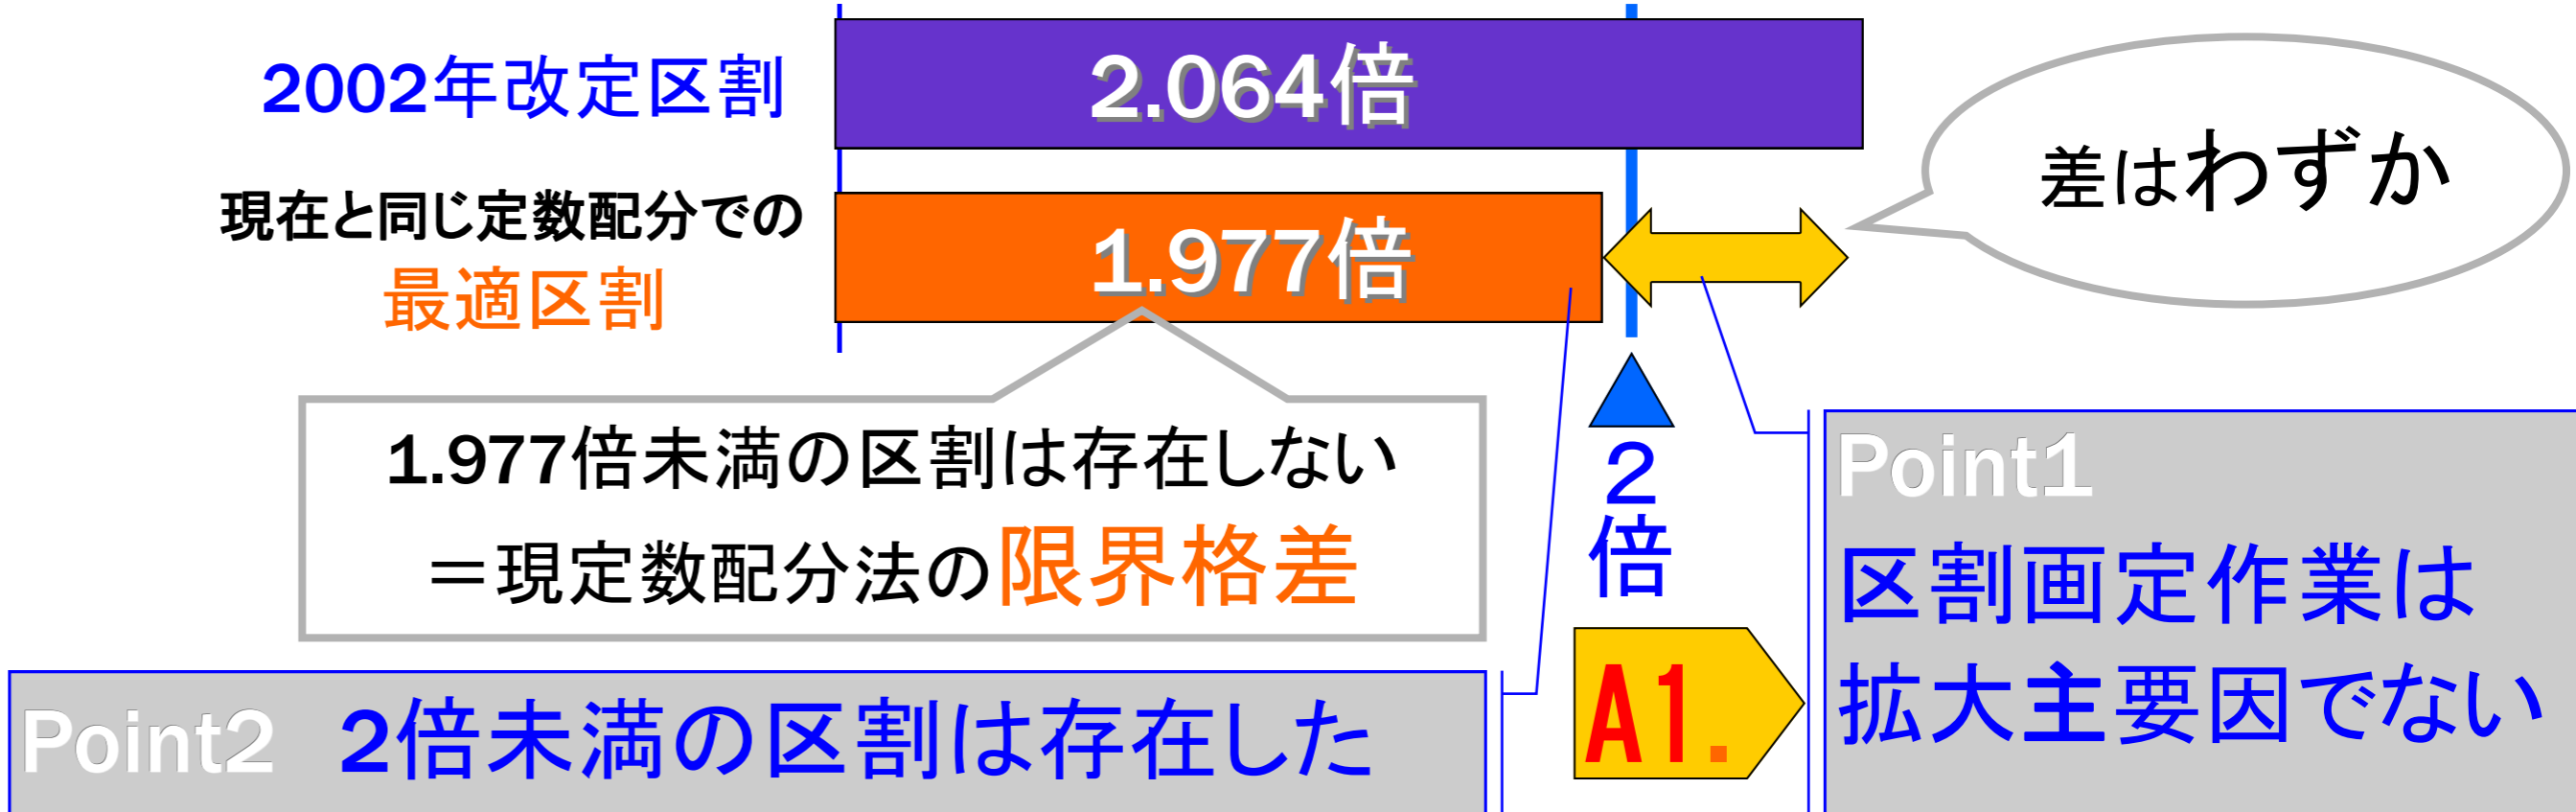 2002年改定区割
2.064倍
現在と同じ定数配分での
最適区割
1.977倍
差はわずか
1.977倍未満の区割は存在しない
=現定数配分法の限界格差
2倍
A1.
Point1
区割画定作業は
拡大主要因でない
Point2 2倍未満の区割は存在した